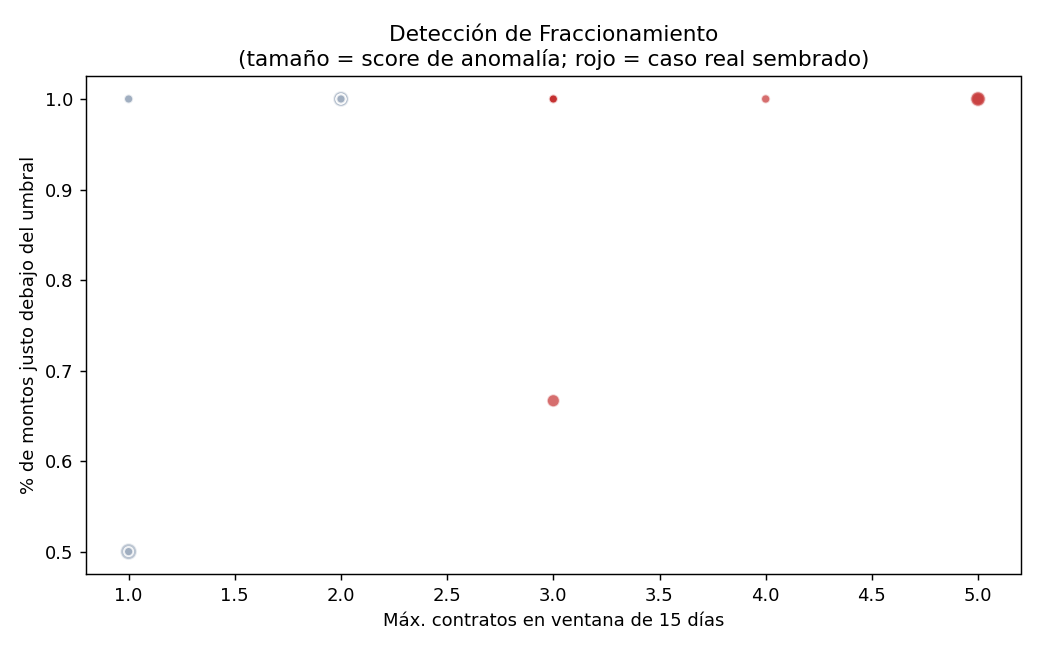 Detección de Fraccionamiento
(tamaño = score de anomalía; rojo = caso real sembrado)
% de montos justo debajo del umbral
1.0
0.9
0.8
0.7
0.6
0.5
1.0 1.5 2.0 2.5 3.0 3.5 4.0 4.5 5.0
Máx. contratos en ventana de 15 días